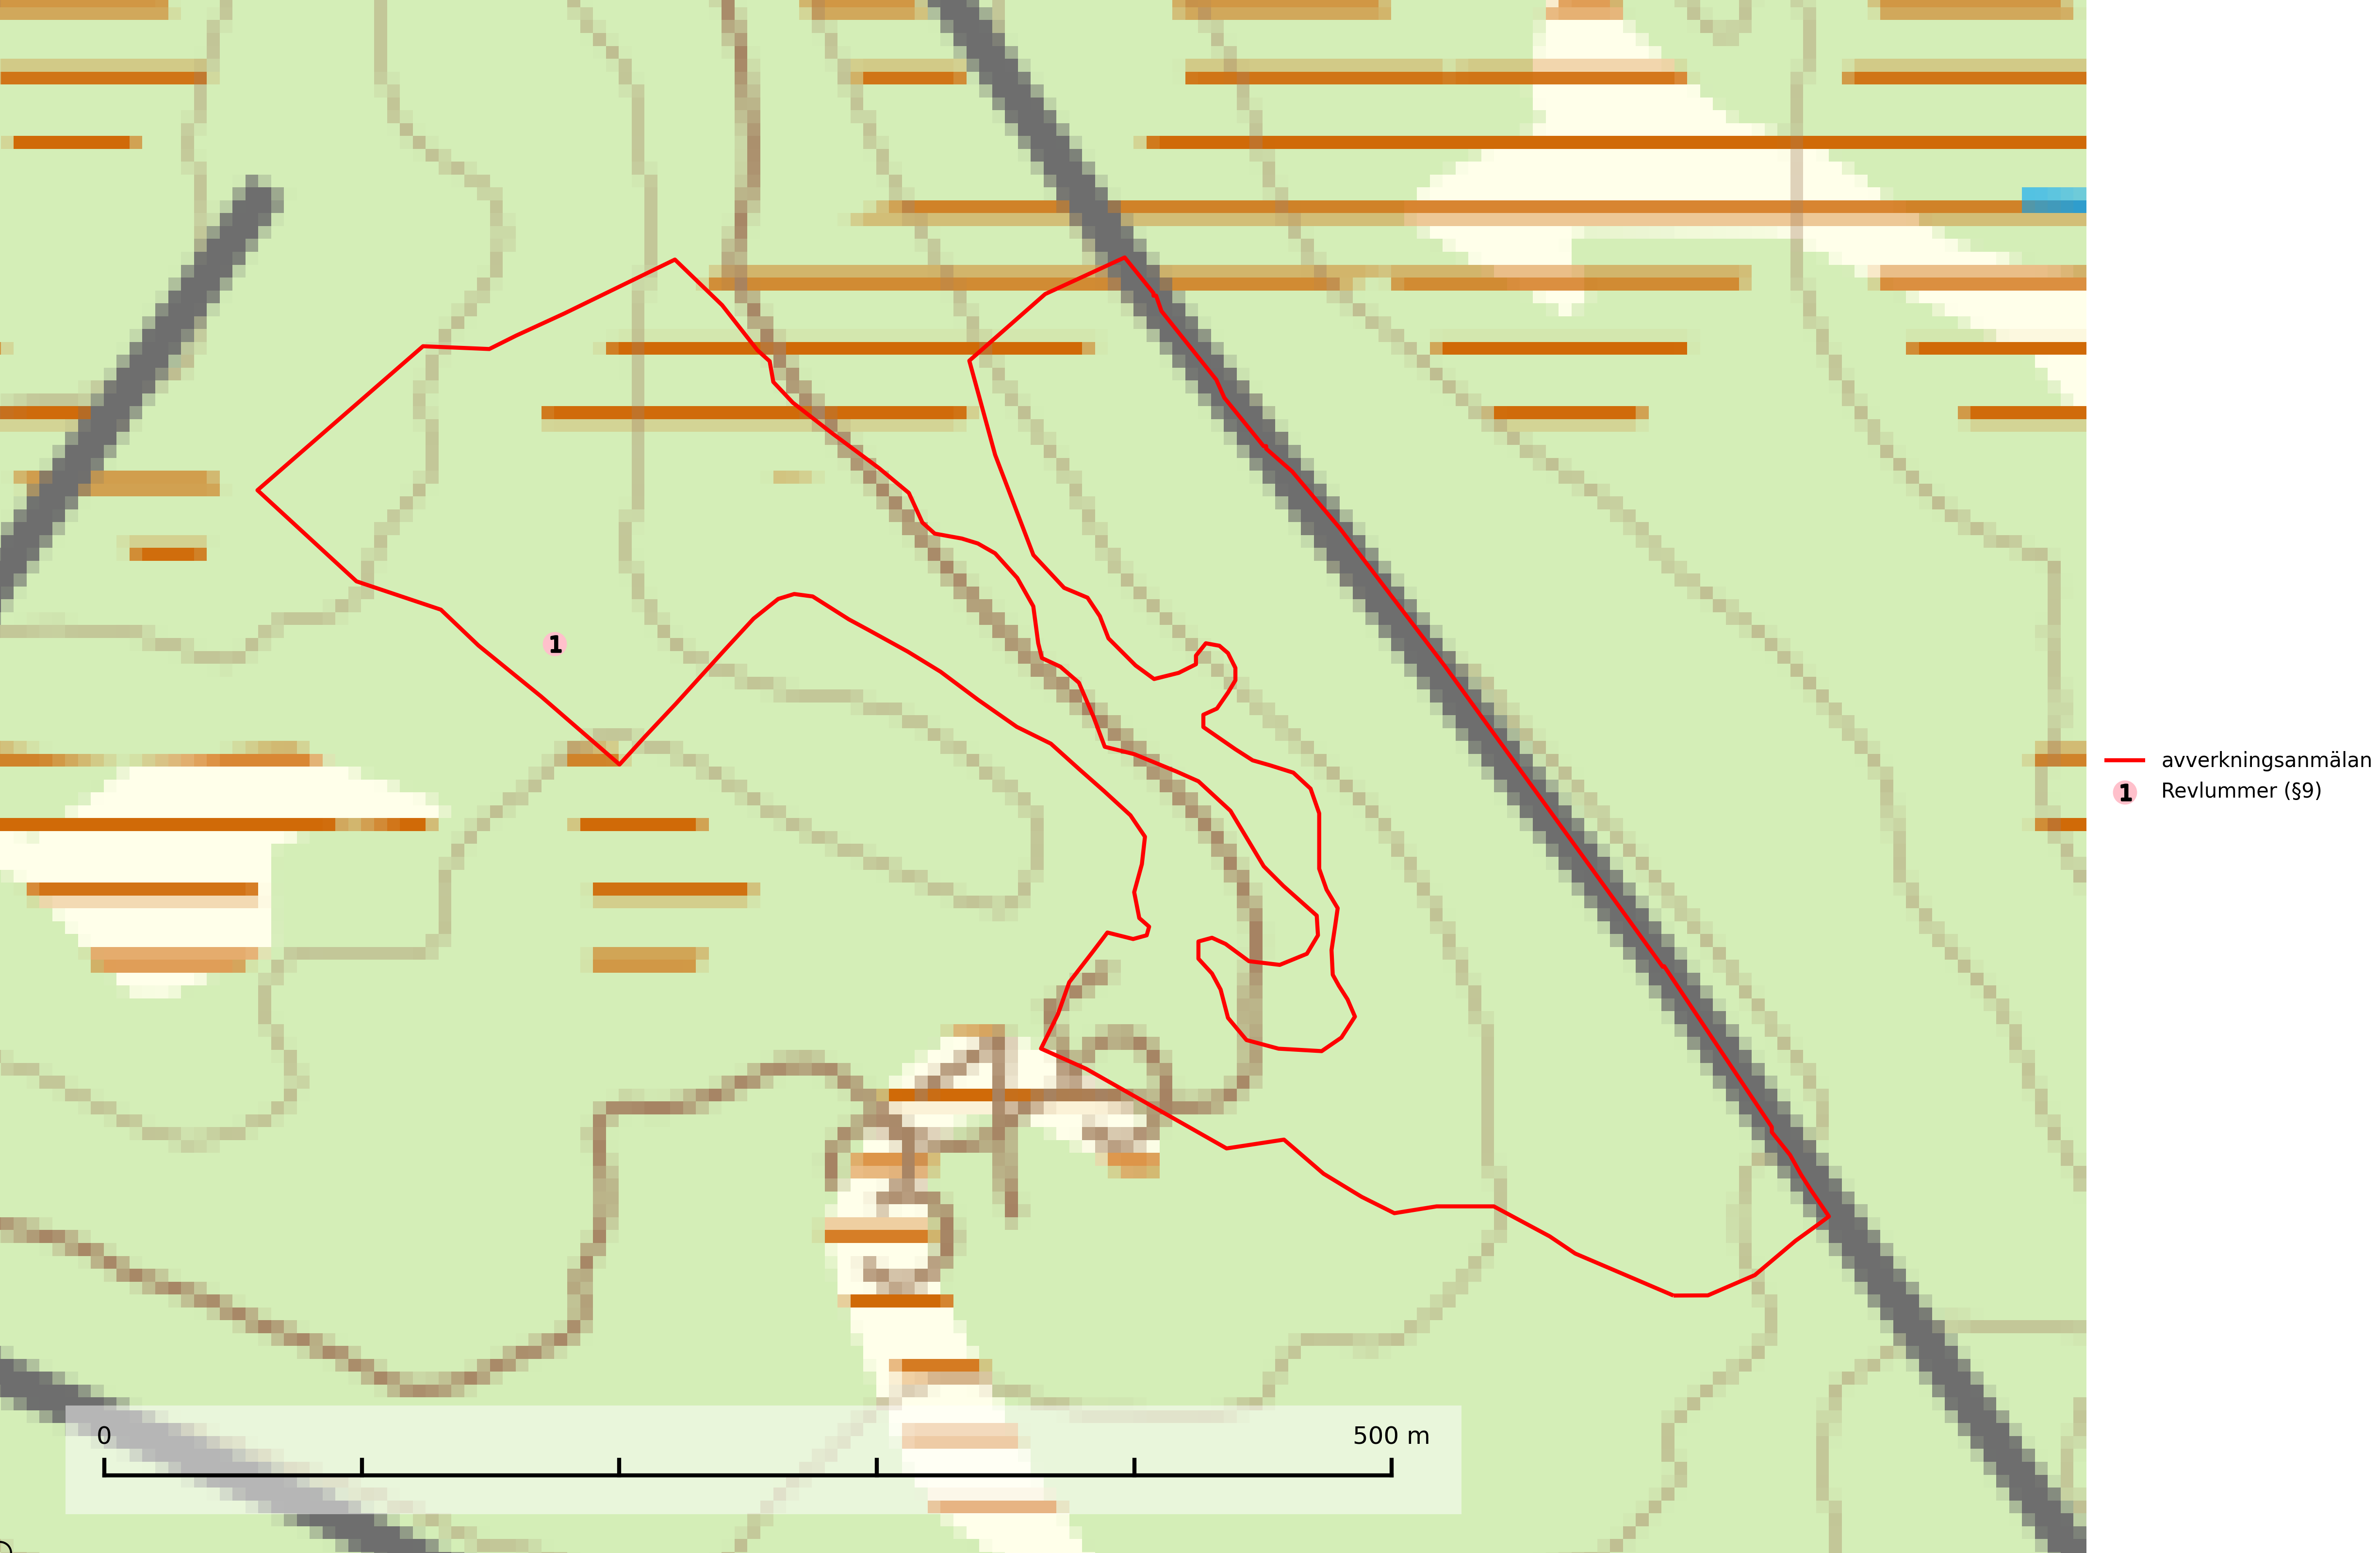 1
avverkningsanmälan
1 Revlummer (§9)
0 500 m